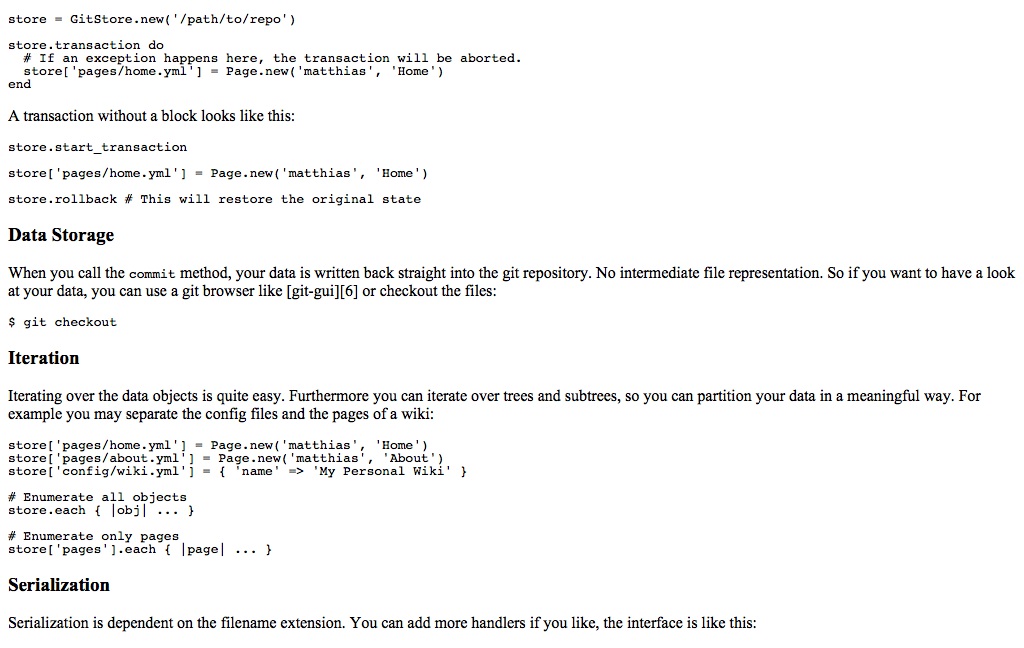 store = GitStore.new('/path/to/repo')
store.transaction do
# If an exception happens here, the transaction will be aborted.
store['pages/home.yml'] = Page.new('matthias', 'Home')
end
A transaction without a block looks like this:
store.start_transaction
store['pages/home.yml'] = Page.new('matthias', 'Home')
store.rollback # This will restore the original state
Data Storage
When you call the commit method, your data is written back straight into the git repository. No intermediate file representation. So if you want to have a look
at your data, you can use a git browser like [git-gui][6] or checkout the files:
$ git checkout
Iteration
Iterating over the data objects is quite easy. Furthermore you can iterate over trees and subtrees, so you can partition your data in a meaningful way. For
example you may separate the config files and the pages of a wiki:
store['pages/home.yml'] = Page.new('matthias', 'Home')
store['pages/about.yml'] = Page.new('matthias', 'About')
store['config/wiki.yml'] = { 'name' => 'My Personal Wiki' }
# Enumerate all objects
store.each { |obj| ... }
# Enumerate only pages
store['pages'].each { |page| ... }
Serialization
Serialization is dependent on the filename extension. You can add more handlers if you like, the interface is like this: